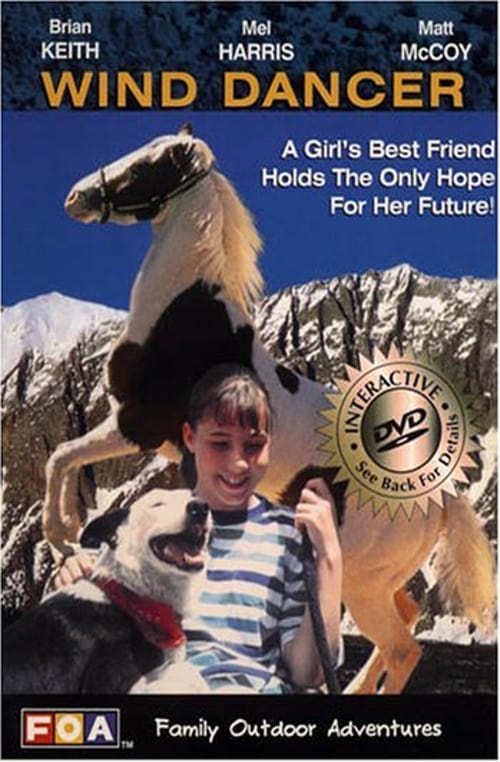 Brian Mel Matt
KEITH HARRIS McCOY
WIND DANCER
A Girl's Best Friend
Holds The Only Hope
For Her Future!
INTERACTIVE
DVD
See Back For Details
FOA TM Family Outdoor Adventures